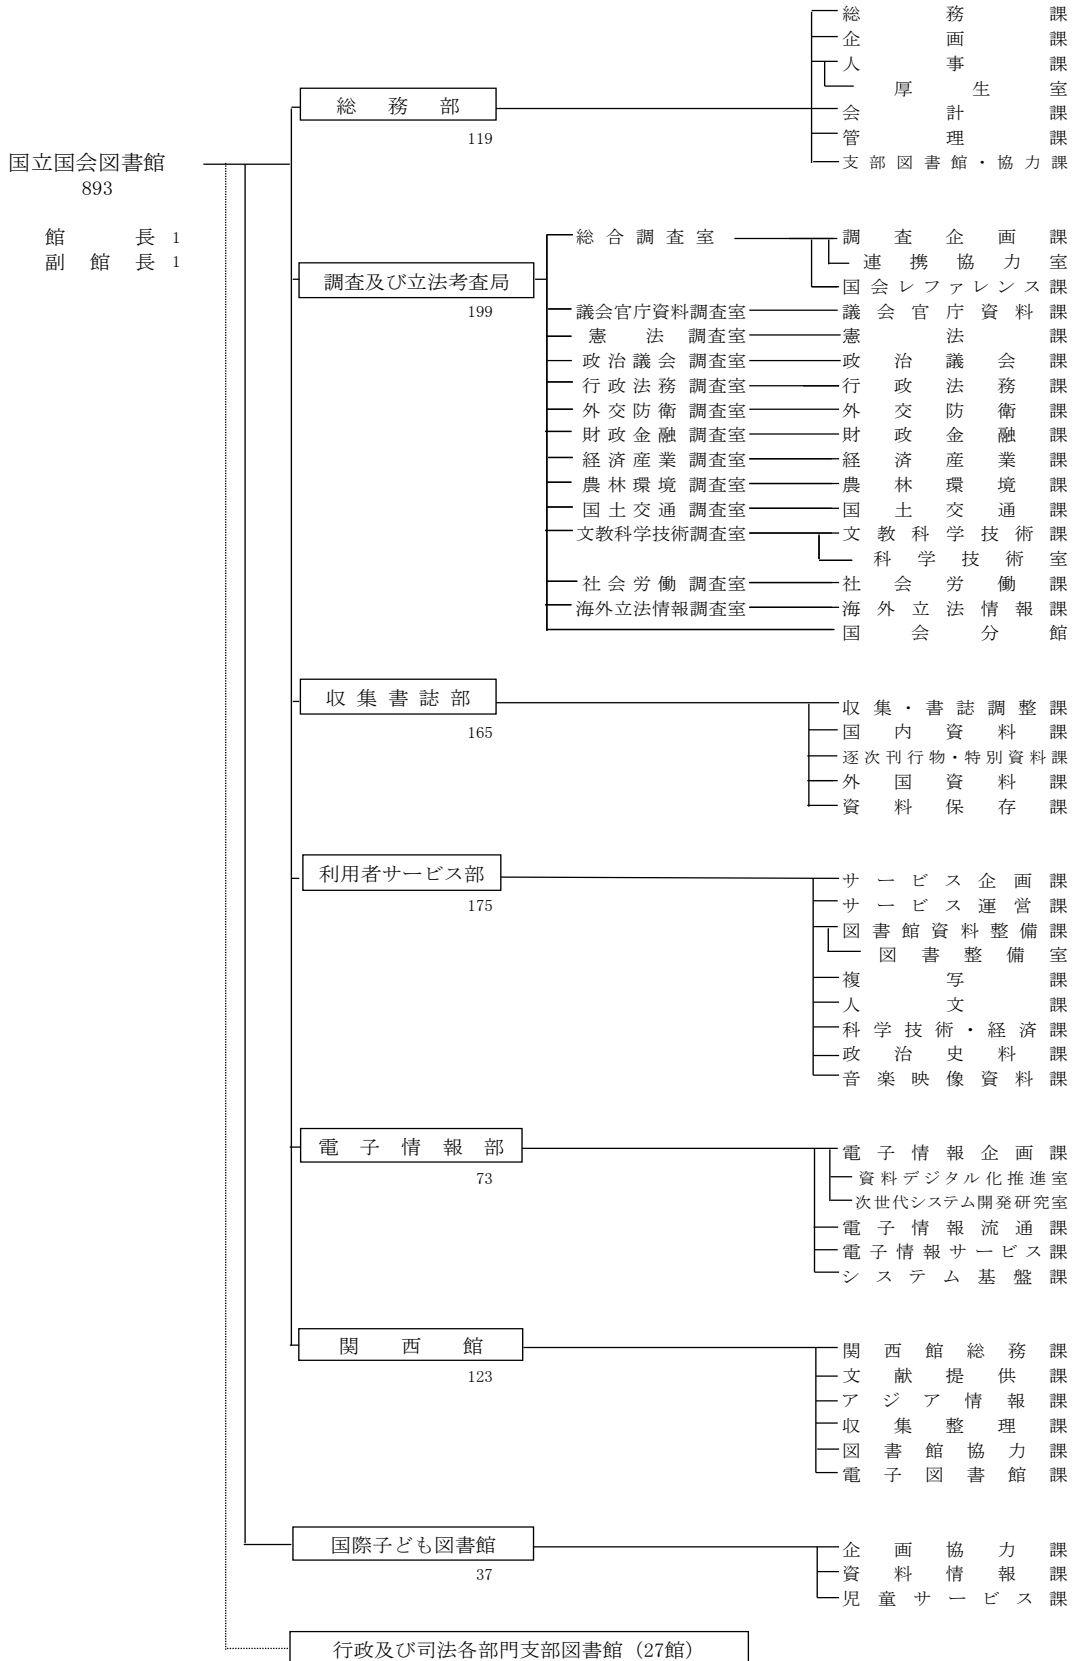 国立国会図書館
893
館長 1
副館長 1
総務部
119
総務課
企画課
人事課
厚生室
会計課
管理課
支部図書館・協力課
調査及び立法考査局
199
総合調査室
調査企画課
連携協力室
国会レファレンス課
議会官庁資料調査室 議会官庁資料課
憲法調査室 憲法課
政治議会調査室 政治議会課
行政法務調査室 行政法務課
外交防衛調査室 外交防衛課
財政金融調査室 財政金融課
経済産業調査室 経済産業課
農林環境調査室 農林環境課
国土交通調査室 国土交通課
文教科学技術調査室 文教科学技術課
科学技術室
社会労働調査室 社会労働課
海外立法情報調査室 海外立法情報課
国会分館
収集書誌部
165
収集・書誌調整課
国内資料課
逐次刊行物・特別資料課
外国資料課
資料保存課
利用者サービス部
175
サービス企画課
サービス運営課
図書館資料整備課
図書整備室
複写課
人文課
科学技術・経済課
政治史料課
音楽映像資料課
電子情報部
73
電子情報企画課
資料デジタル化推進室
次世代システム開発研究室
電子情報流通課
電子情報サービス課
システム基盤課
関西館
123
関西館総務課
文献提供課
アジア情報課
収集整理課
図書館協力課
電子図書館課
国際子ども図書館
37
企画協力課
資料情報課
児童サービス課
行政及び司法各部門支部図書館（27館）